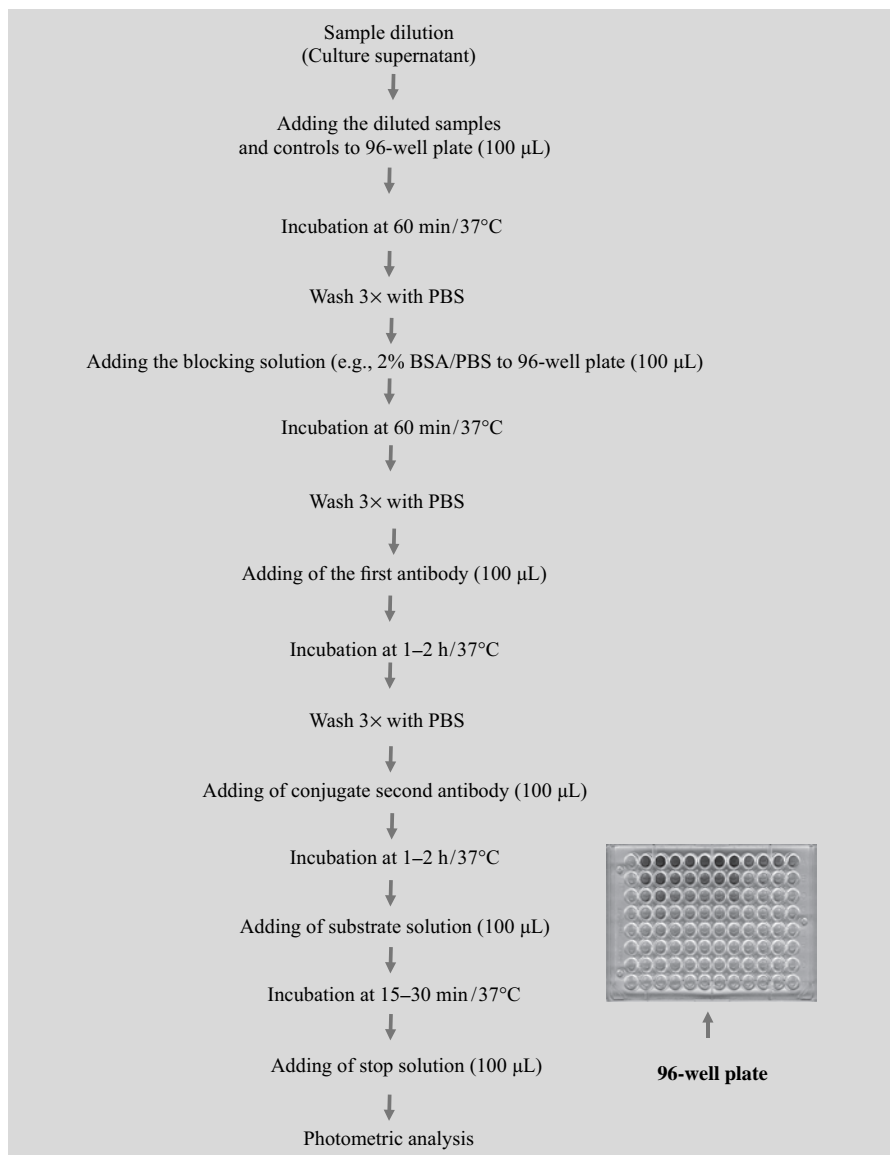 Sample dilution
(Culture supernatant)
Adding the diluted samples
and controls to 96-well plate (100 μL)
Incubation at 60 min/37°C
Wash 3× with PBS
Adding the blocking solution (e.g., 2% BSA/PBS to 96-well plate (100 μL)
Incubation at 60 min/37°C
Wash 3× with PBS
Adding of the first antibody (100 μL)
Incubation at 1–2 h/37°C
Wash 3× with PBS
Adding of conjugate second antibody (100 μL)
Incubation at 1–2 h/37°C
Adding of substrate solution (100 μL)
Incubation at 15–30 min/37°C
Adding of stop solution (100 μL)
Photometric analysis
96-well plate